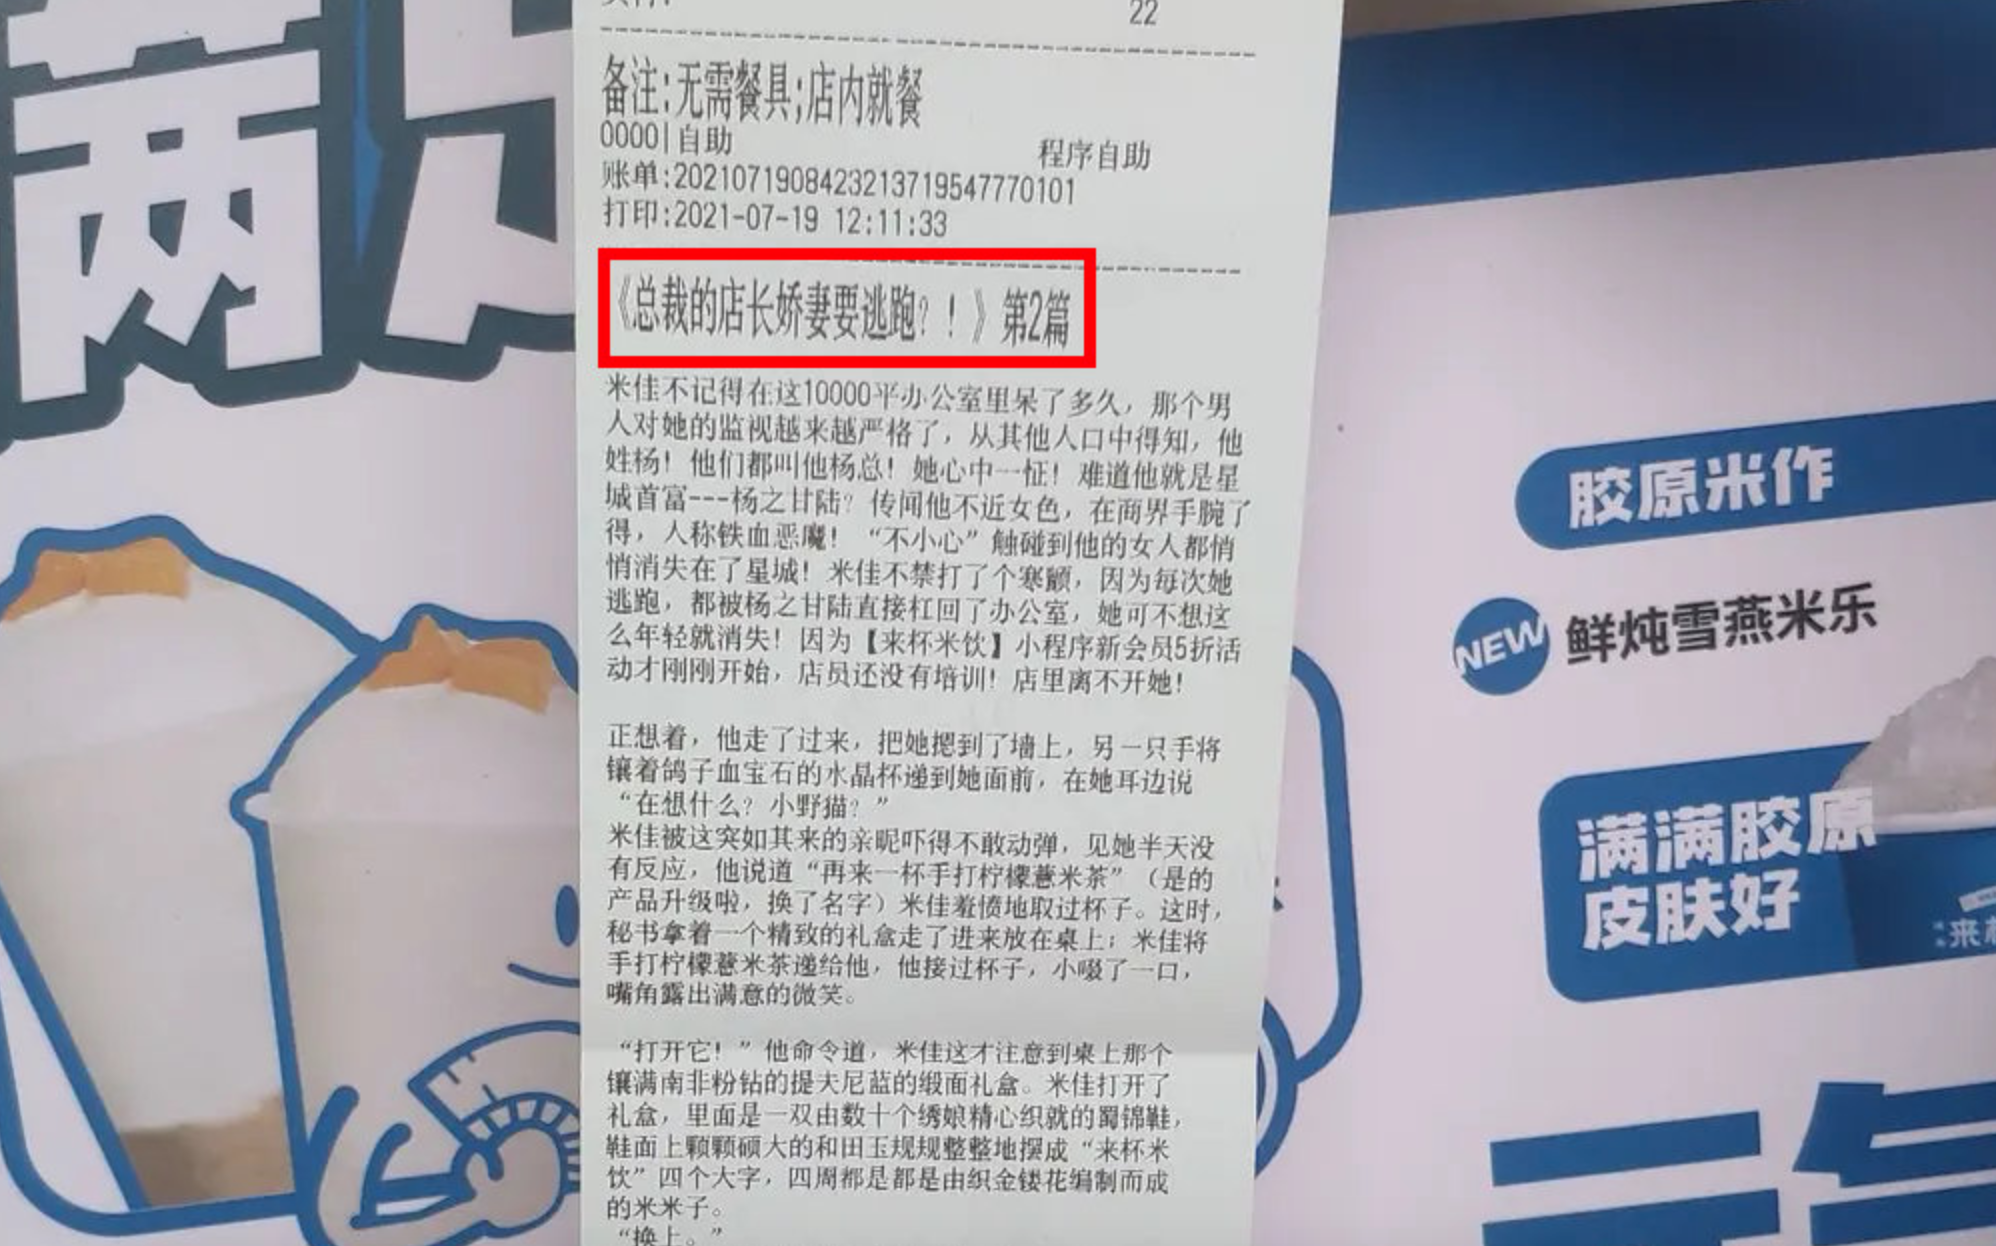 22
备注:无需餐具;店内就餐
0000|自助
程序自助
账单:2021071908423213719547770101
打印:2021-07-19 12:11:33
《总裁的店长娇妻要逃跑?!》第2篇
米佳不记得在这10000平办公室里呆了多久，那个男
人对她的监视越来越严格了，从其他人口中得知，他
姓杨！他们都叫他杨总！她心中一怔！难道他就是星
城首富---杨之甘陆？传闻他不近女色，在商界手腕了
得，人称铁血恶魔！“不小心”触碰到他的女人都悄
悄消失在了星城！米佳不禁打了个寒颤，因为每次她
逃跑，都被杨之甘陆直接杠回了办公室，她可不想这
么年轻就消失！因为【来杯米饮】小程序新会员5折活
动才刚刚开始，店员还没有培训！店里离不开她！
正想着，他走了过来，把她摁到了墙上，另一只手将
镶着鸽子血宝石的水晶杯递到她面前，在她耳边说
“在想什么？小野猫？”
米佳被这突如其来的亲昵吓得不敢动弹，见她半天没
有反应，他说道“再来一杯手打柠檬薏米茶”（是的
产品升级啦，换了名字）米佳羞愤地取过杯子。这时，
秘书拿着一个精致的礼盒走了进来放在桌上；米佳将
手打柠檬薏米茶递给他，他接过杯子，小啜了一口，
嘴角露出满意的微笑。
“打开它！”他命令道，米佳这才注意到桌上那个
镶满南非粉钻的提夫尼蓝的缎面礼盒。米佳打开了
礼盒，里面是一双由数十个绣娘精心织就的蜀锦鞋，
鞋面上颗颗硕大的和田玉规规整整地摆成“来杯米
饮”四个大字，四周都是都是由织金镂花编制而成
的米米子。
“换上。”
胶原米作
NEW 鲜炖雪燕米乐
满满胶原
皮肤好
元气